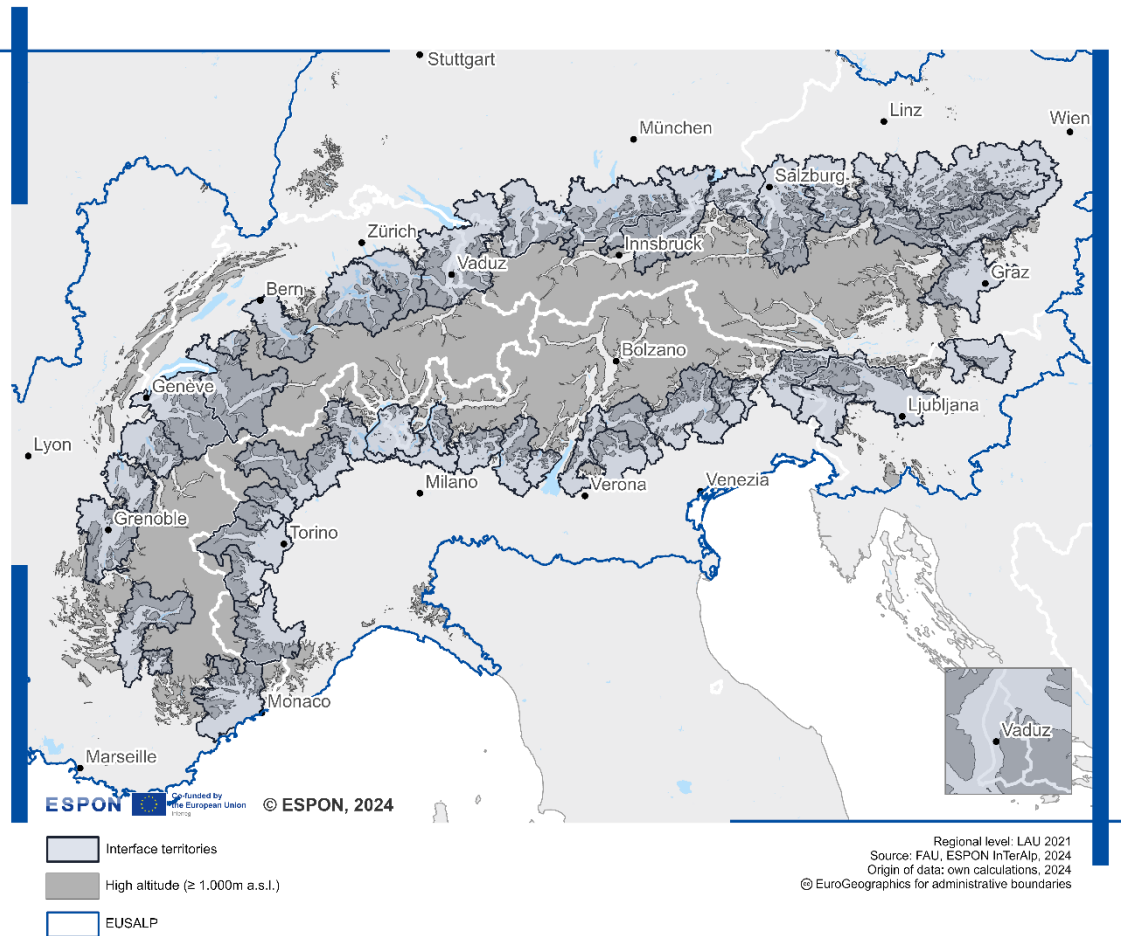 Stuttgart
Linz
Wien
München
Salzburg
Zürich
Innsbruck
Vaduz
Graz
Bern
Bolzano
Genève
Ljubljana
Lyon
Milano
Verona
Venezia
Grenoble
Torino
Monaco
Vaduz
Marseille
ESPON
Co-funded by
the European Union
Interreg
© ESPON, 2024
Interface territories
High altitude (≥ 1.000m a.s.l.)
EUSALP
Regional level: LAU 2021
Source: FAU, ESPON InTerAlp, 2024
Origin of data: own calculations, 2024
© EuroGeographics for administrative boundaries